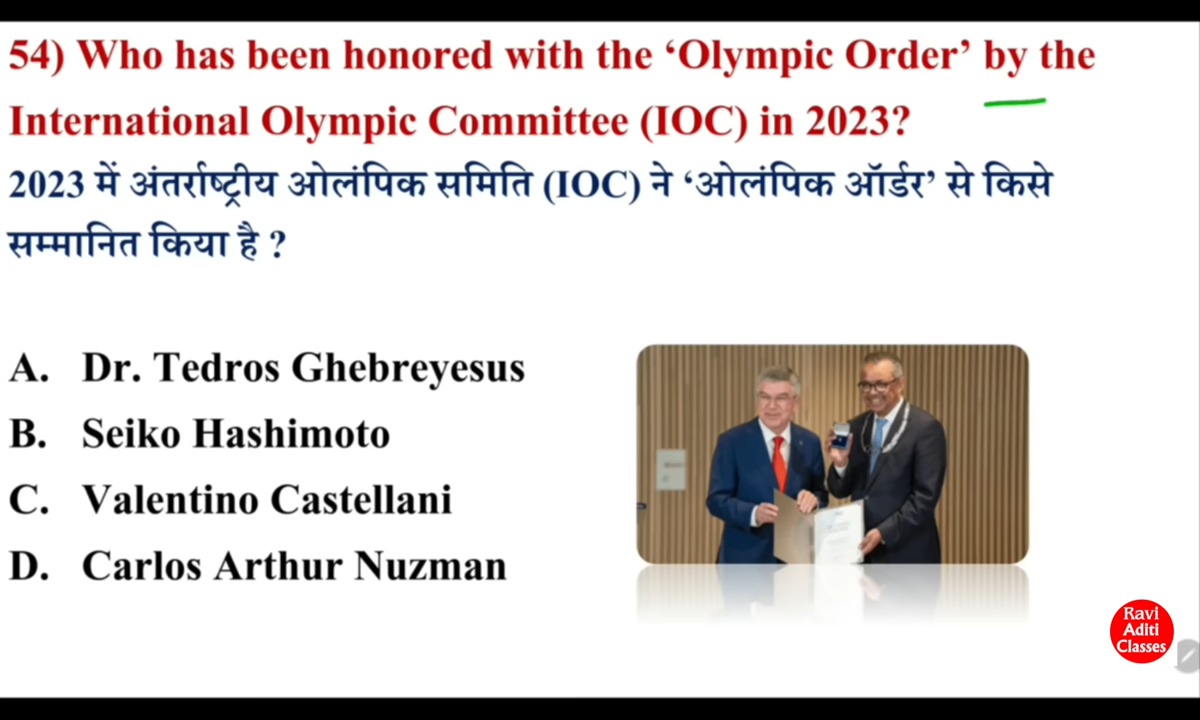 54) Who has been honored with the ‘Olympic Order’ by the
International Olympic Committee (IOC) in 2023?
2023 में अंतर्राष्ट्रीय ओलंपिक समिति (IOC) ने ‘ओलंपिक ऑर्डर’ से किसे
सम्मानित किया है ?
A. Dr. Tedros Ghebreyesus
B. Seiko Hashimoto
C. Valentino Castellani
D. Carlos Arthur Nuzman
Ravi
Aditi
Classes